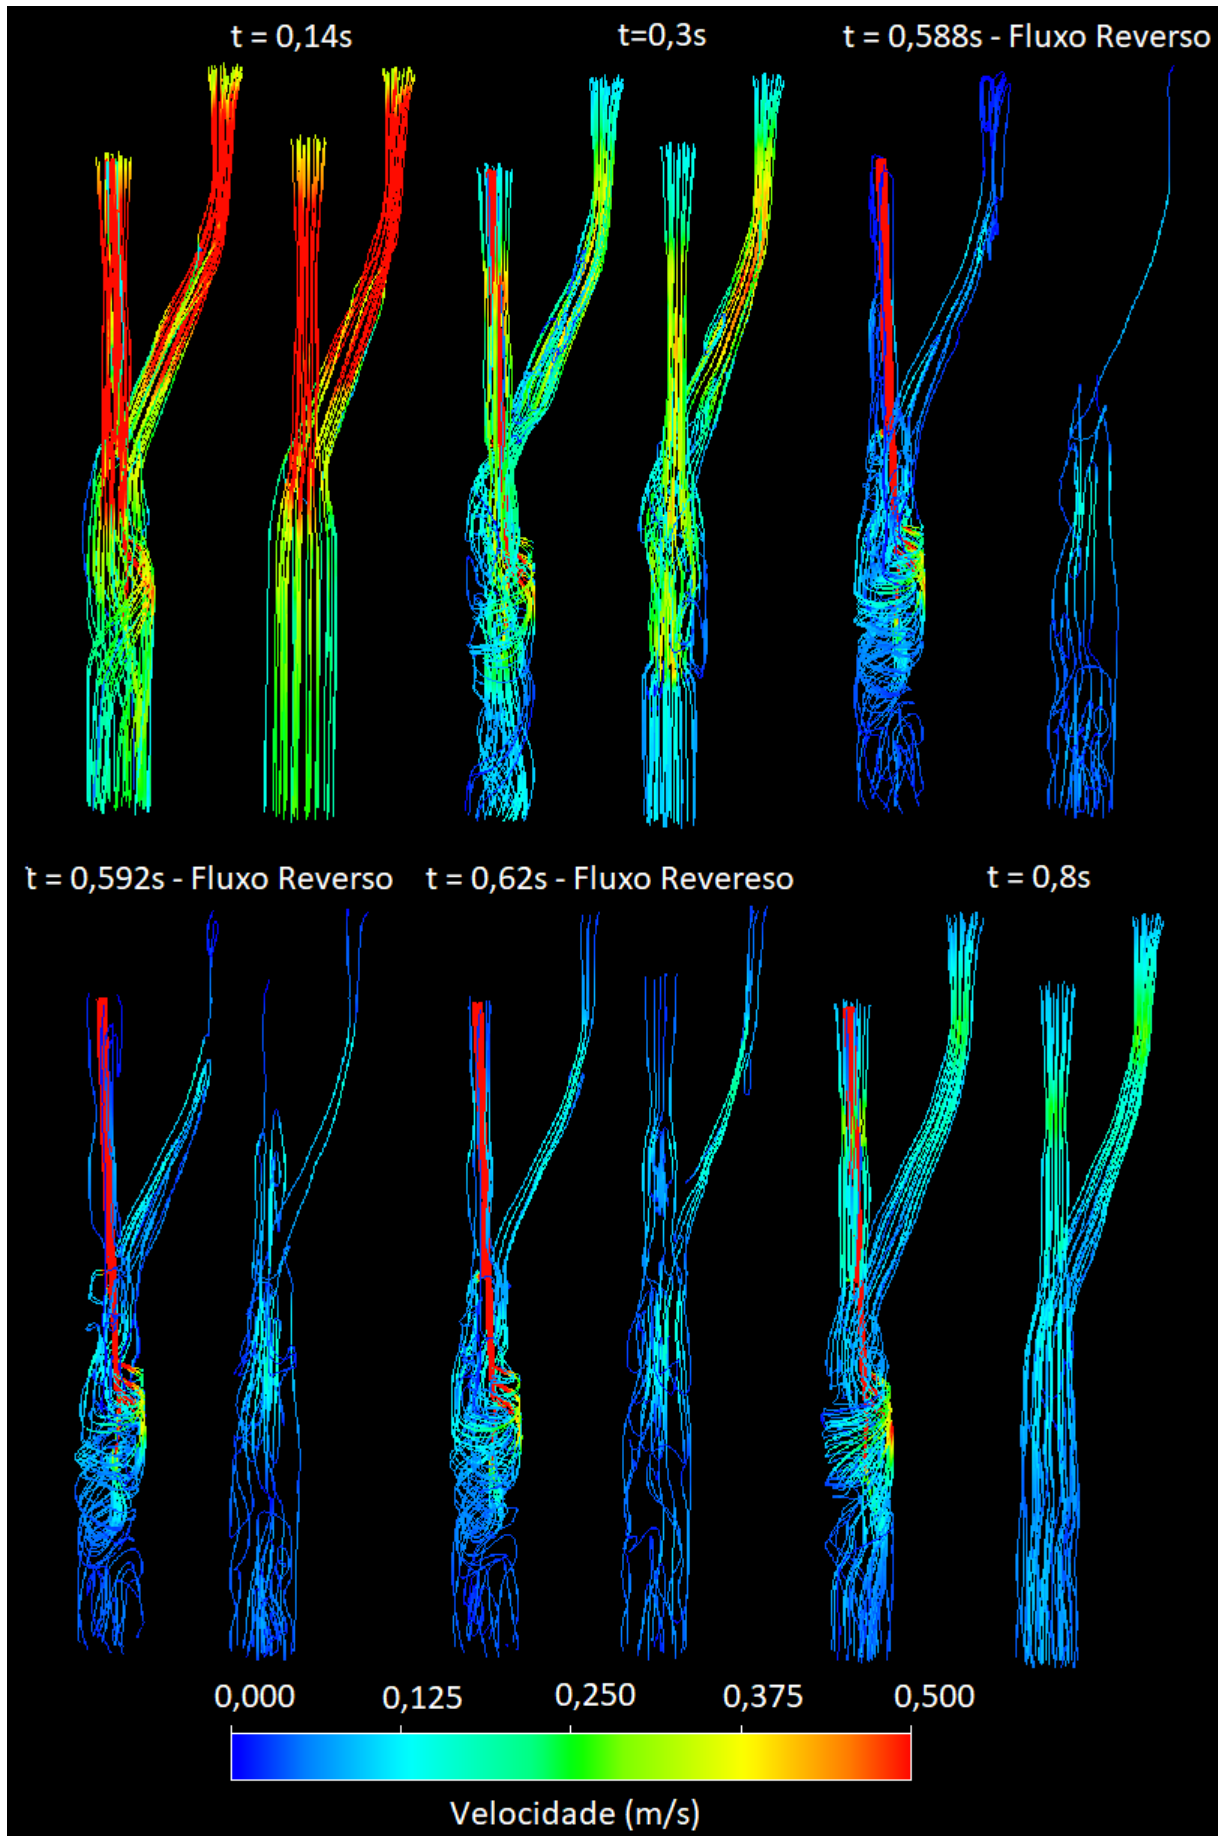 t = 0,14s
t=0,3s
t = 0,588s - Fluxo Reverso
t = 0,592s - Fluxo Reverso
t = 0,62s - Fluxo Revereso
t = 0,8s
0,000 0,125 0,250 0,375 0,500
Velocidade (m/s)